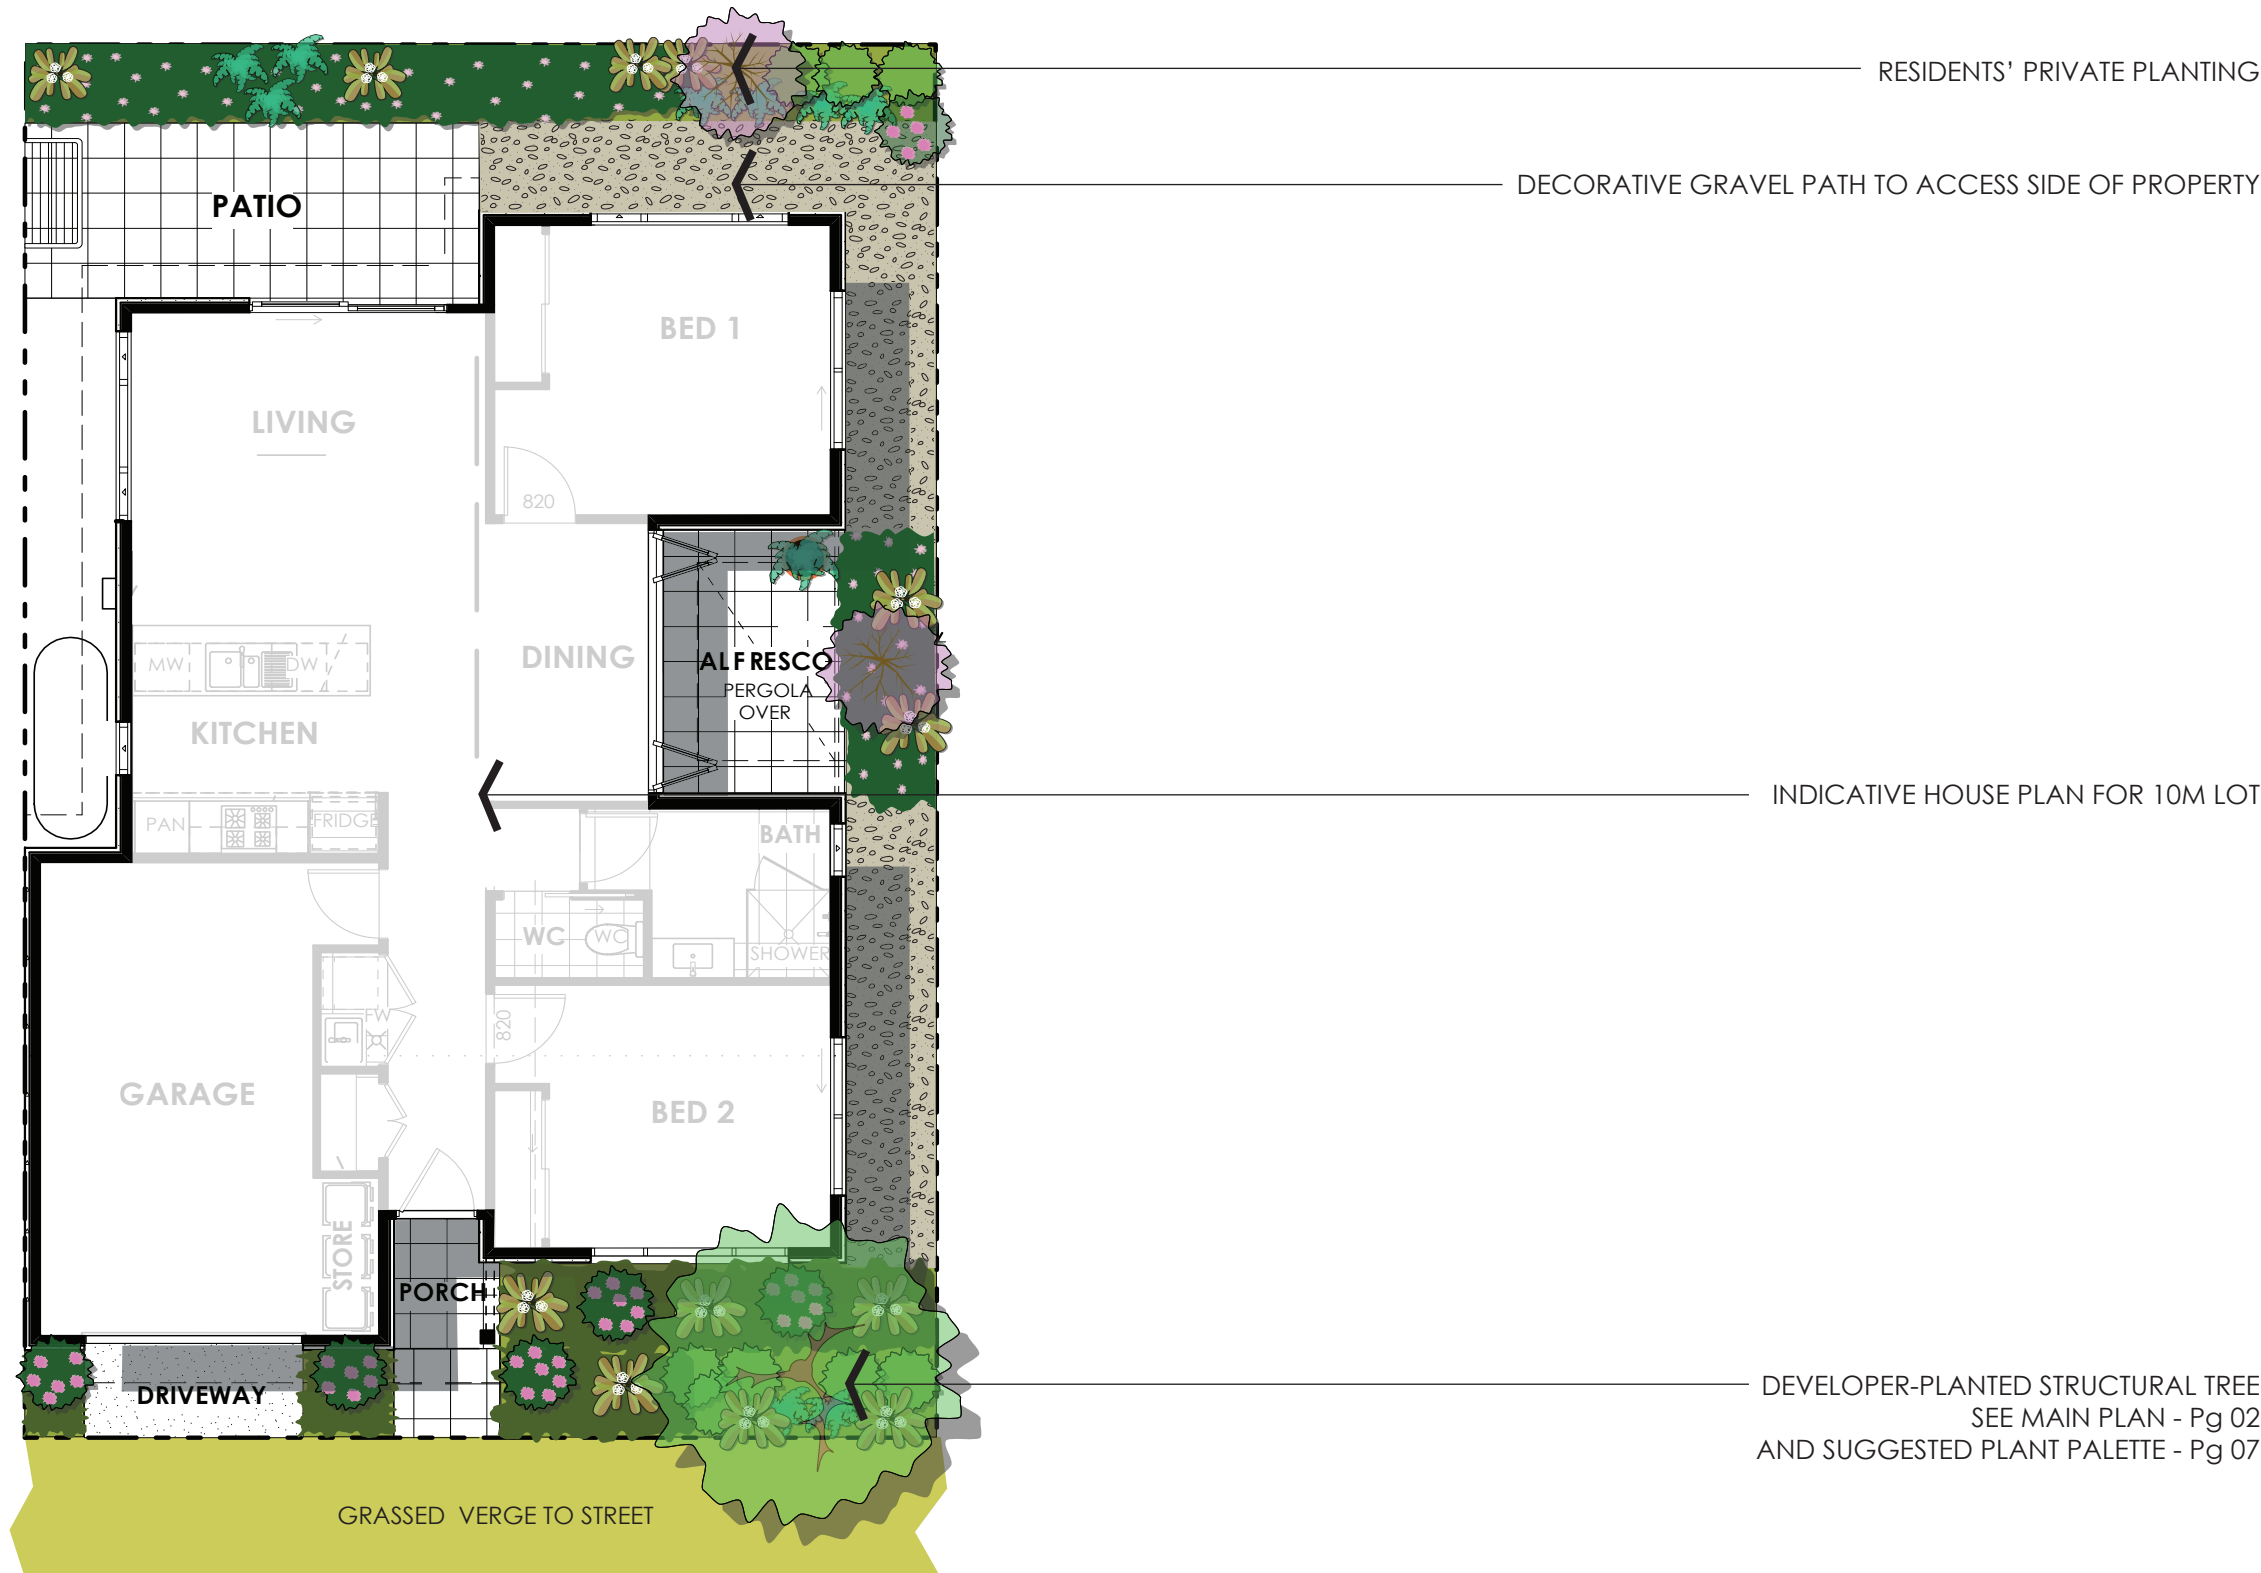 RESIDENTS' PRIVATE PLANTING
DECORATIVE GRAVEL PATH TO ACCESS SIDE OF PROPERTY
PATIO
BED 1
LIVING
820
DINING
MW
DW
ALFRESCO
PERGOLA
OVER
KITCHEN
INDICATIVE HOUSE PLAN FOR 10M LOT
PAN
FRIDGE
BATH
WC
WC
SHOWER
FW
820
GARAGE
BED 2
STORE
PORCH
DRIVEWAY
DEVELOPER-PLANTED STRUCTURAL TREE
SEE MAIN PLAN - Pg 02
AND SUGGESTED PLANT PALETTE - Pg 07
GRASSED VERGE TO STREET